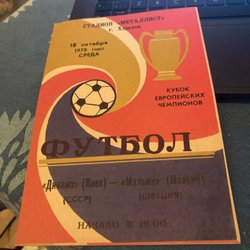 СТАДИОН «МЕТАЛЛИСТ»
г. Харьков
18 октября
1978 года
СРЕДА
КУБОК
ЕВРОПЕЙСКИХ
ЧЕМПИОНОВ
ФУТБОЛ
«Динамо» (Киев) — «Мальмё» (Мальмё)
(СССР) (ШВЕЦИЯ)
НАЧАЛО В 19.00